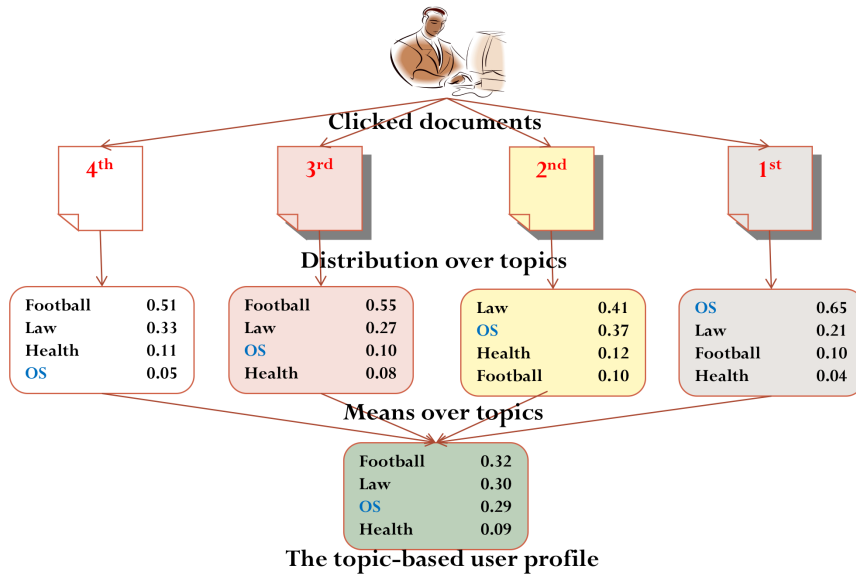 Clicked documents
4th
3rd
2nd
1st
Distribution over topics
Football 0.51
Law 0.33
Health 0.11
OS 0.05
Football 0.55
Law 0.27
OS 0.10
Health 0.08
Law 0.41
OS 0.37
Health 0.12
Football 0.10
OS 0.65
Law 0.21
Football 0.10
Health 0.04
Means over topics
Football 0.32
Law 0.30
OS 0.29
Health 0.09
The topic-based user profile